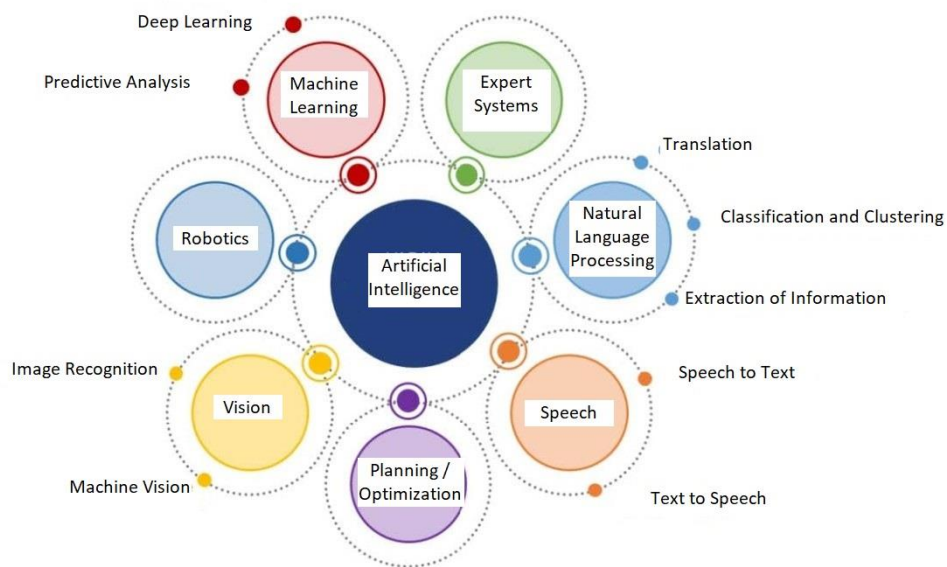 Deep Learning
Predictive Analysis
Machine
Learning
Expert
Systems
Translation
Classification and Clustering
Extraction of Information
Natural
Language
Processing
Robotics
Artificial
Intelligence
Image Recognition
Vision
Machine Vision
Planning /
Optimization
Speech
Speech to Text
Text to Speech